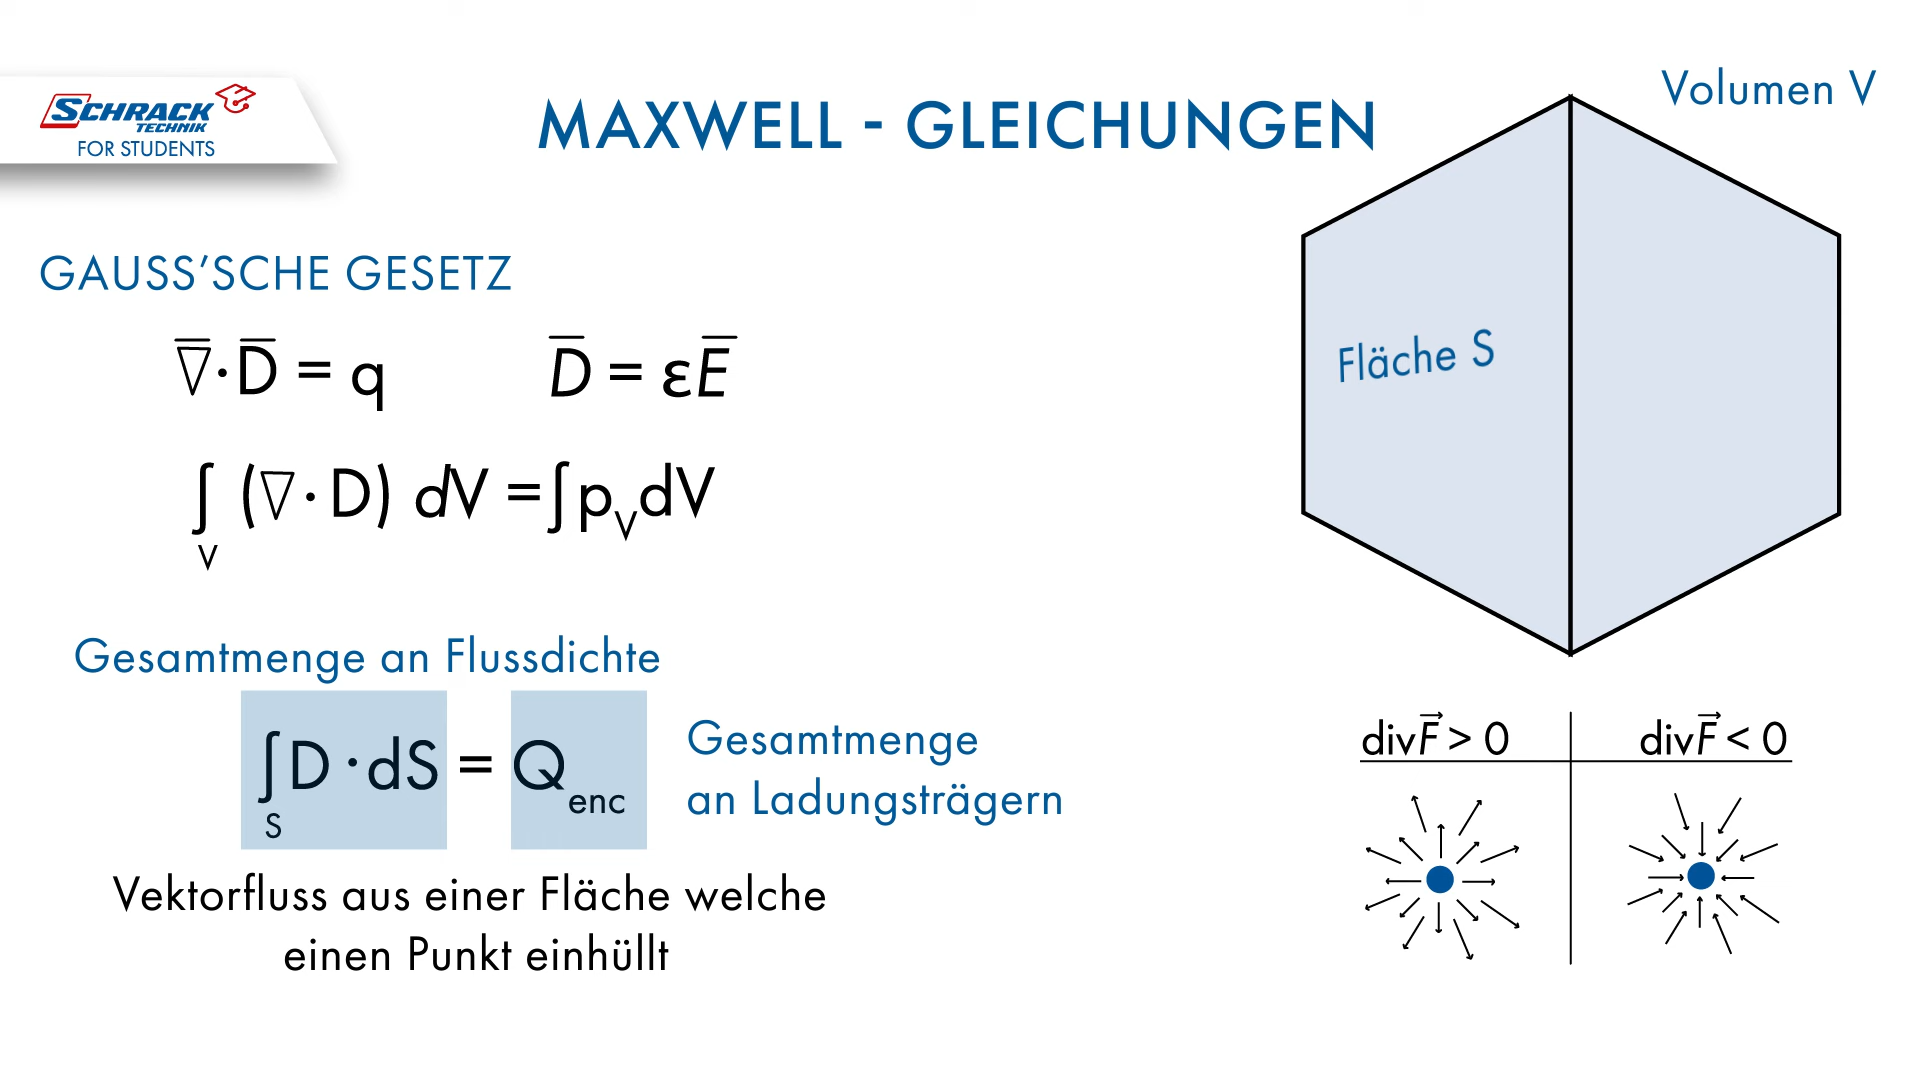 SCHRACK
TECHNIK
FOR STUDENTS
MAXWELL - GLEICHUNGEN
Volumen V
GAUSS’SCHE GESETZ
∇̅·D̅ = q
D̅ = εE̅
Fläche S
∫ (∇·D) dV =∫p_V dV
V
Gesamtmenge an Flussdichte
∫D·dS = Q_enc
S
Gesamtmenge
an Ladungsträgern
Vektorfluss aus einer Fläche welche
einen Punkt einhüllt
divF⃗ > 0
divF⃗ < 0